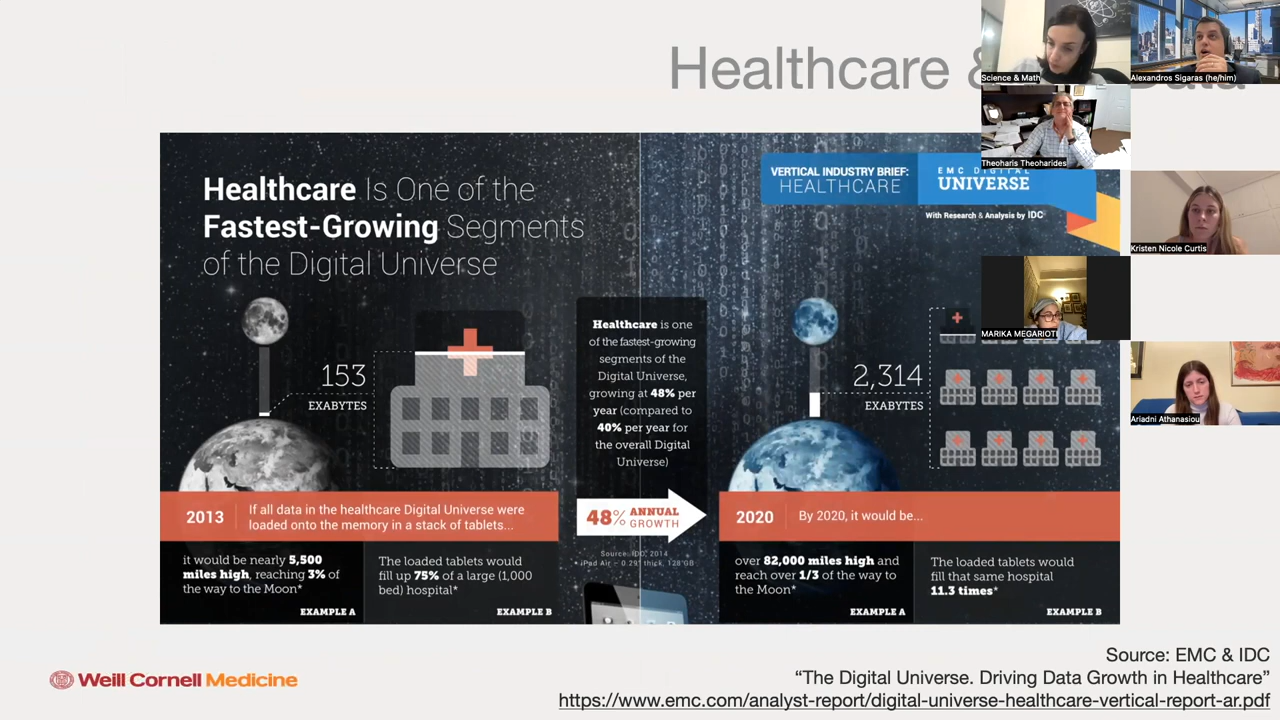 Healthcare &
Science & Math
Alexandros Sigaras (he/him)
Theoharis Theoharides
Kristen Nicole Curtis
MARIKA MEGARIOTI
Ariadni Athanasiou
Healthcare Is One of the
Fastest-Growing Segments
of the Digital Universe
VERTICAL INDUSTRY BRIEF:
HEALTHCARE
EMC DIGITAL
UNIVERSE
With Research & Analysis by IDC
153
EXABYTES
Healthcare is one
of the fastest-growing
segments of the
Digital Universe,
growing at 48% per
year (compared to
40% per year for
the overall Digital
Universe)
2,314
EXABYTES
2013
If all data in the healthcare Digital Universe were
loaded onto the memory in a stack of tablets...
48% ANNUAL
GROWTH
2020
By 2020, it would be...
it would be nearly 5,500
miles high, reaching 3% of
the way to the Moon*
EXAMPLE A
The loaded tablets would
fill up 75% of a large (1,000
bed) hospital*
EXAMPLE B
Source: IDC, 2014
* iPad Air - 0.29" thick, 128 GB
over 82,000 miles high and
reach over 1/3 of the way to
the Moon*
EXAMPLE A
The loaded tablets would
fill that same hospital
11.3 times*
EXAMPLE B
Weill Cornell Medicine
Source: EMC & IDC
“The Digital Universe. Driving Data Growth in Healthcare”
https://www.emc.com/analyst-report/digital-universe-healthcare-vertical-report-ar.pdf